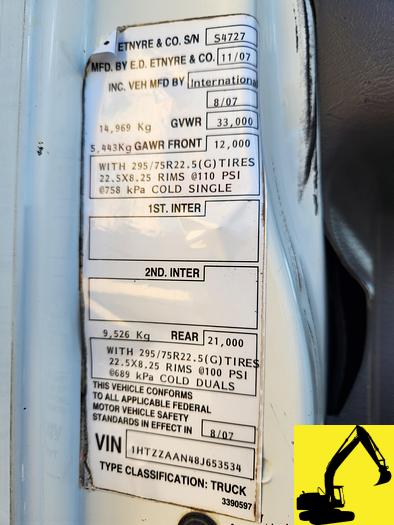 ETNYRE & CO. S/N S4727
MFD. BY E.D. ETNYRE & CO. 11/07
INC. VEH MFD BY International
8/07
14,969 Kg GVWR 33,000
5,443Kg GAWR FRONT 12,000
WITH 295/75R22.5(G)TIRES
22.5X8.25 RIMS @110 PSI
@758 kPa COLD SINGLE
1ST. INTER
2ND. INTER
9,526 Kg REAR 21,000
WITH 295/75R22.5(G)TIRES
22.5X8.25 RIMS @100 PSI
@689 kPa COLD DUALS
THIS VEHICLE CONFORMS
TO ALL APPLICABLE FEDERAL
MOTOR VEHICLE SAFETY
STANDARDS IN EFFECT IN 8/07
VIN 1HTZZAAN48J653534
TYPE CLASSIFICATION: TRUCK
3390597